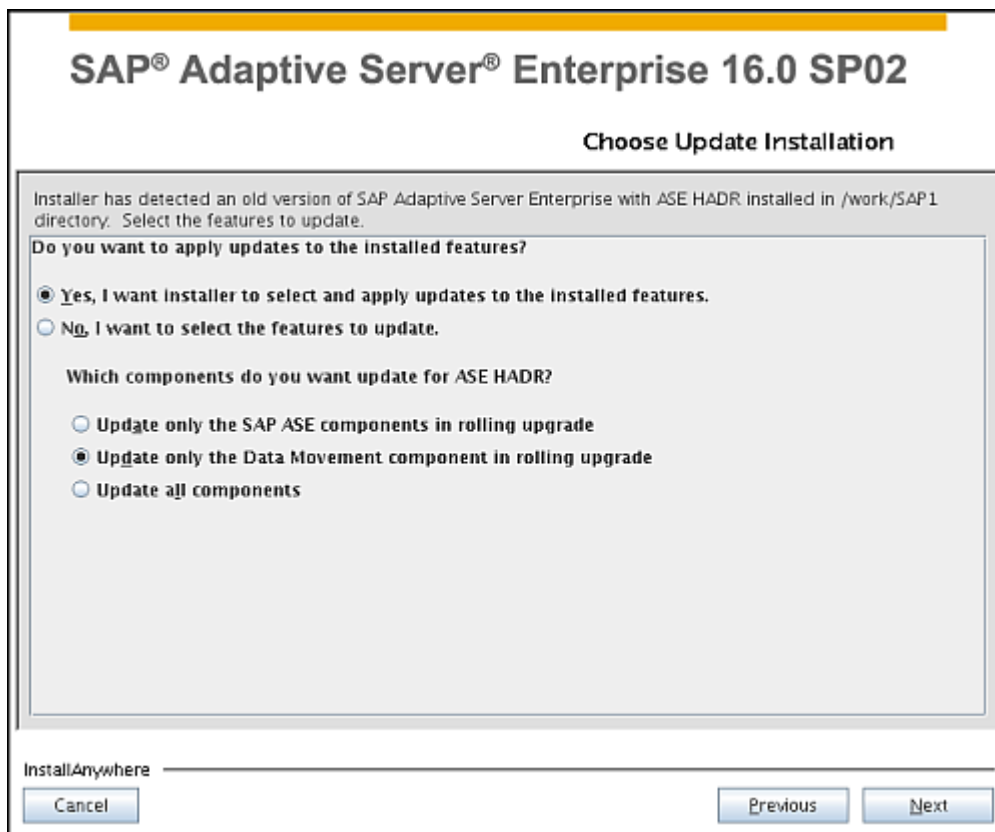 SAP® Adaptive Server® Enterprise 16.0 SP02
Choose Update Installation
Installer has detected an old version of SAP Adaptive Server Enterprise with ASE HADR installed in /work/SAP1
directory. Select the features to update.
Do you want to apply updates to the installed features?
Yes, I want installer to select and apply updates to the installed features.
No, I want to select the features to update.
Which components do you want update for ASE HADR?
Update only the SAP ASE components in rolling upgrade
Update only the Data Movement component in rolling upgrade
Update all components
InstallAnywhere
Cancel
Previous
Next